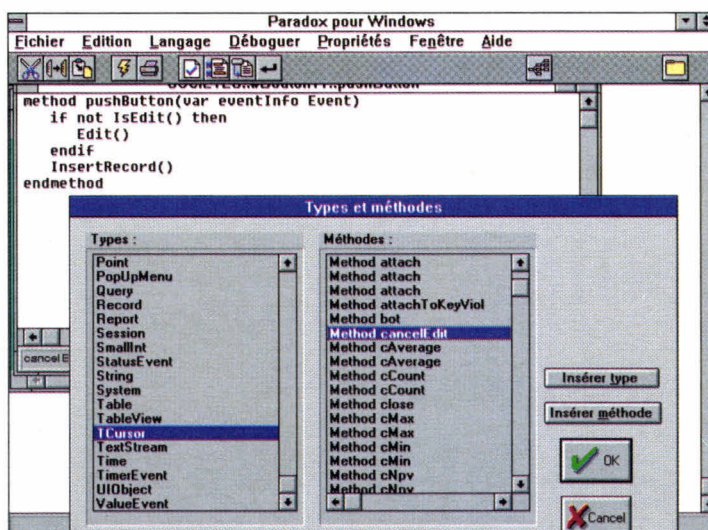 Paradox pour Windows
Fichier Edition Langage Déboguer Propriétés Fenêtre Aide
method pushButton(var eventInfo Event)
if not IsEdit() then
Edit()
endif
InsertRecord()
endmethod
cancel
Types et méthodes
Types :
Point
PopUpMenu
Query
Record
Report
Session
SmallInt
StatusEvent
String
System
Table
TableView
TCursor
TextStream
Time
TimerEvent
UIObject
ValueEvent
Méthodes :
Method attach
Method attach
Method attach
Method attachToKeyViol
Method bot
Method cancelEdit
Method cAverage
Method cAverage
Method cCount
Method cCount
Method close
Method cMax
Method cMax
Method cMin
Method cMin
Method cNpv
Method cNpv
Insérer type
Insérer méthode
OK
Cancel